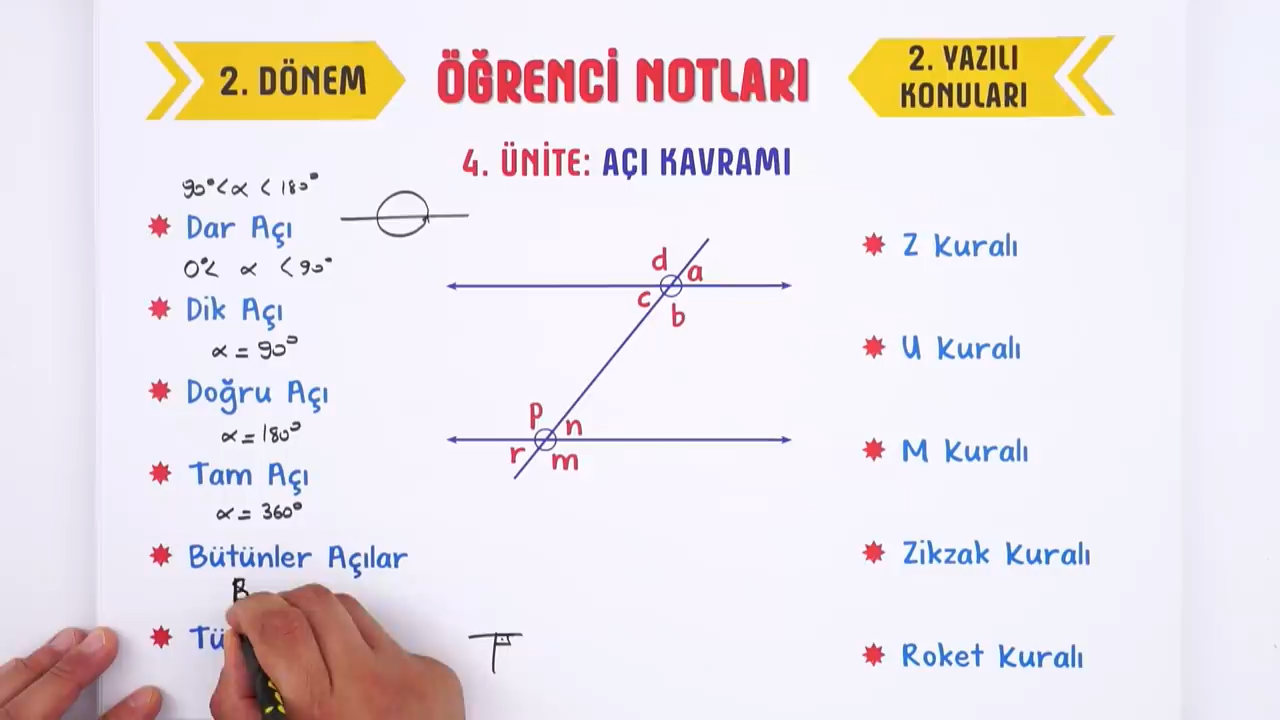 2. DÖNEM
ÖĞRENCİ NOTLARI
2. YAZILI
KONULARI
4. ÜNİTE: AÇI KAVRAMI
90°<α<180°
Dar Açı
0°< α <90°
Dik Açı
α=90°
Doğru Açı
α=180°
Tam Açı
α=360°
Bütünler Açılar
B
Tü
d
a
c
b
p
n
r
m
T
Z Kuralı
U Kuralı
M Kuralı
Zikzak Kuralı
Roket Kuralı